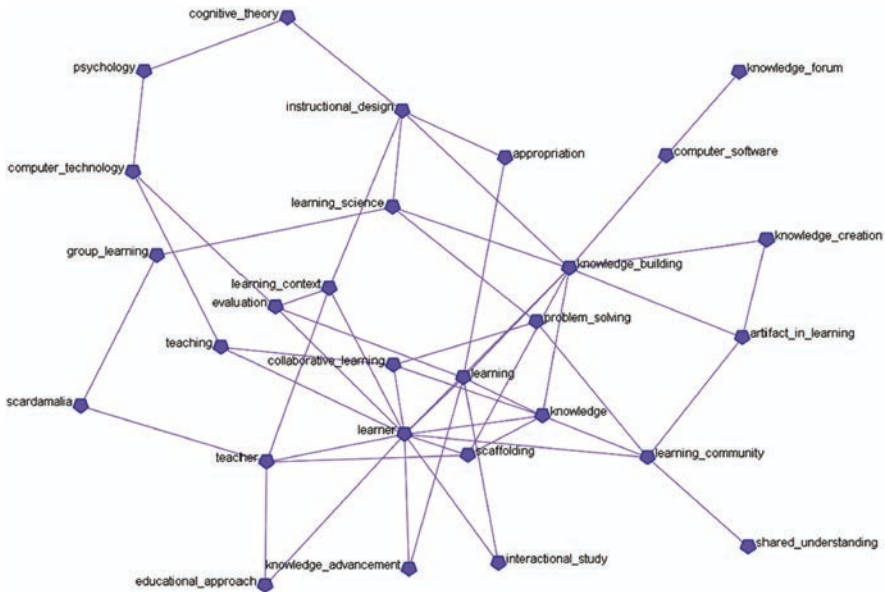 cognitive_theory
psychology
knowledge_forum
instructional_design
appropriation
computer_software
computer_technology
learning_science
knowledge_creation
group_learning
knowledge_building
learning_context
evaluation
problem_solving
artifact_in_learning
teaching
collaborative_learning
learning
scardamalia
knowledge
learner
teacher
scaffolding
learning_community
shared_understanding
knowledge_advancement
interactional_study
educational_approach